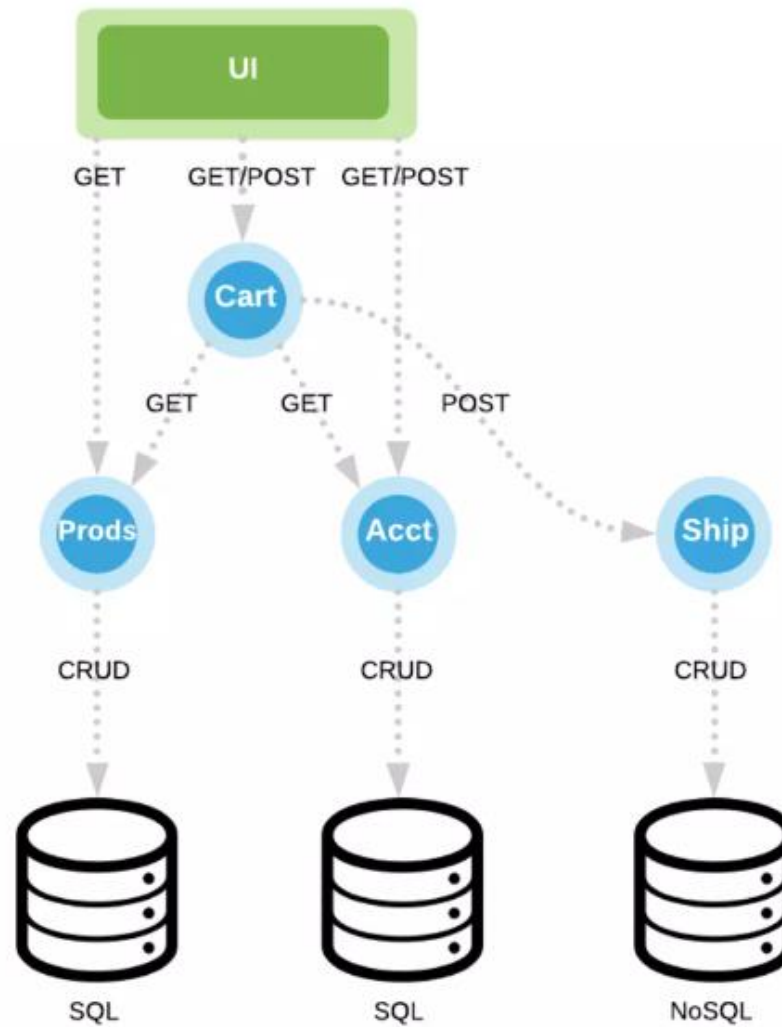 UI
GET GET/POST GET/POST
Cart
GET GET POST
Prods Acct Ship
CRUD CRUD CRUD
SQL SQL NoSQL